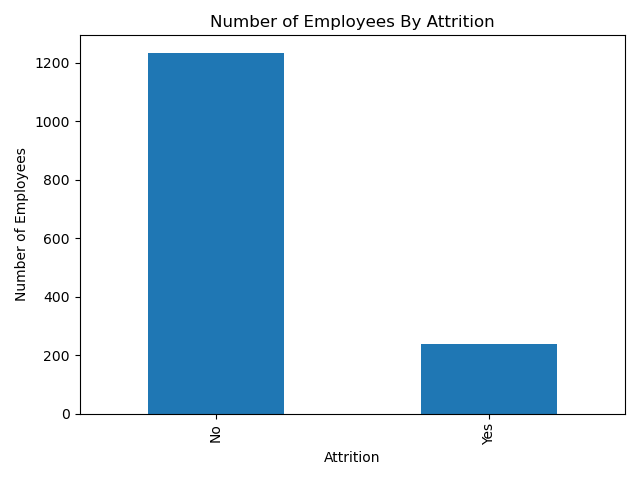 Number of Employees By Attrition
Number of Employees
1200
1000
800
600
400
200
0
No
Yes
Attrition